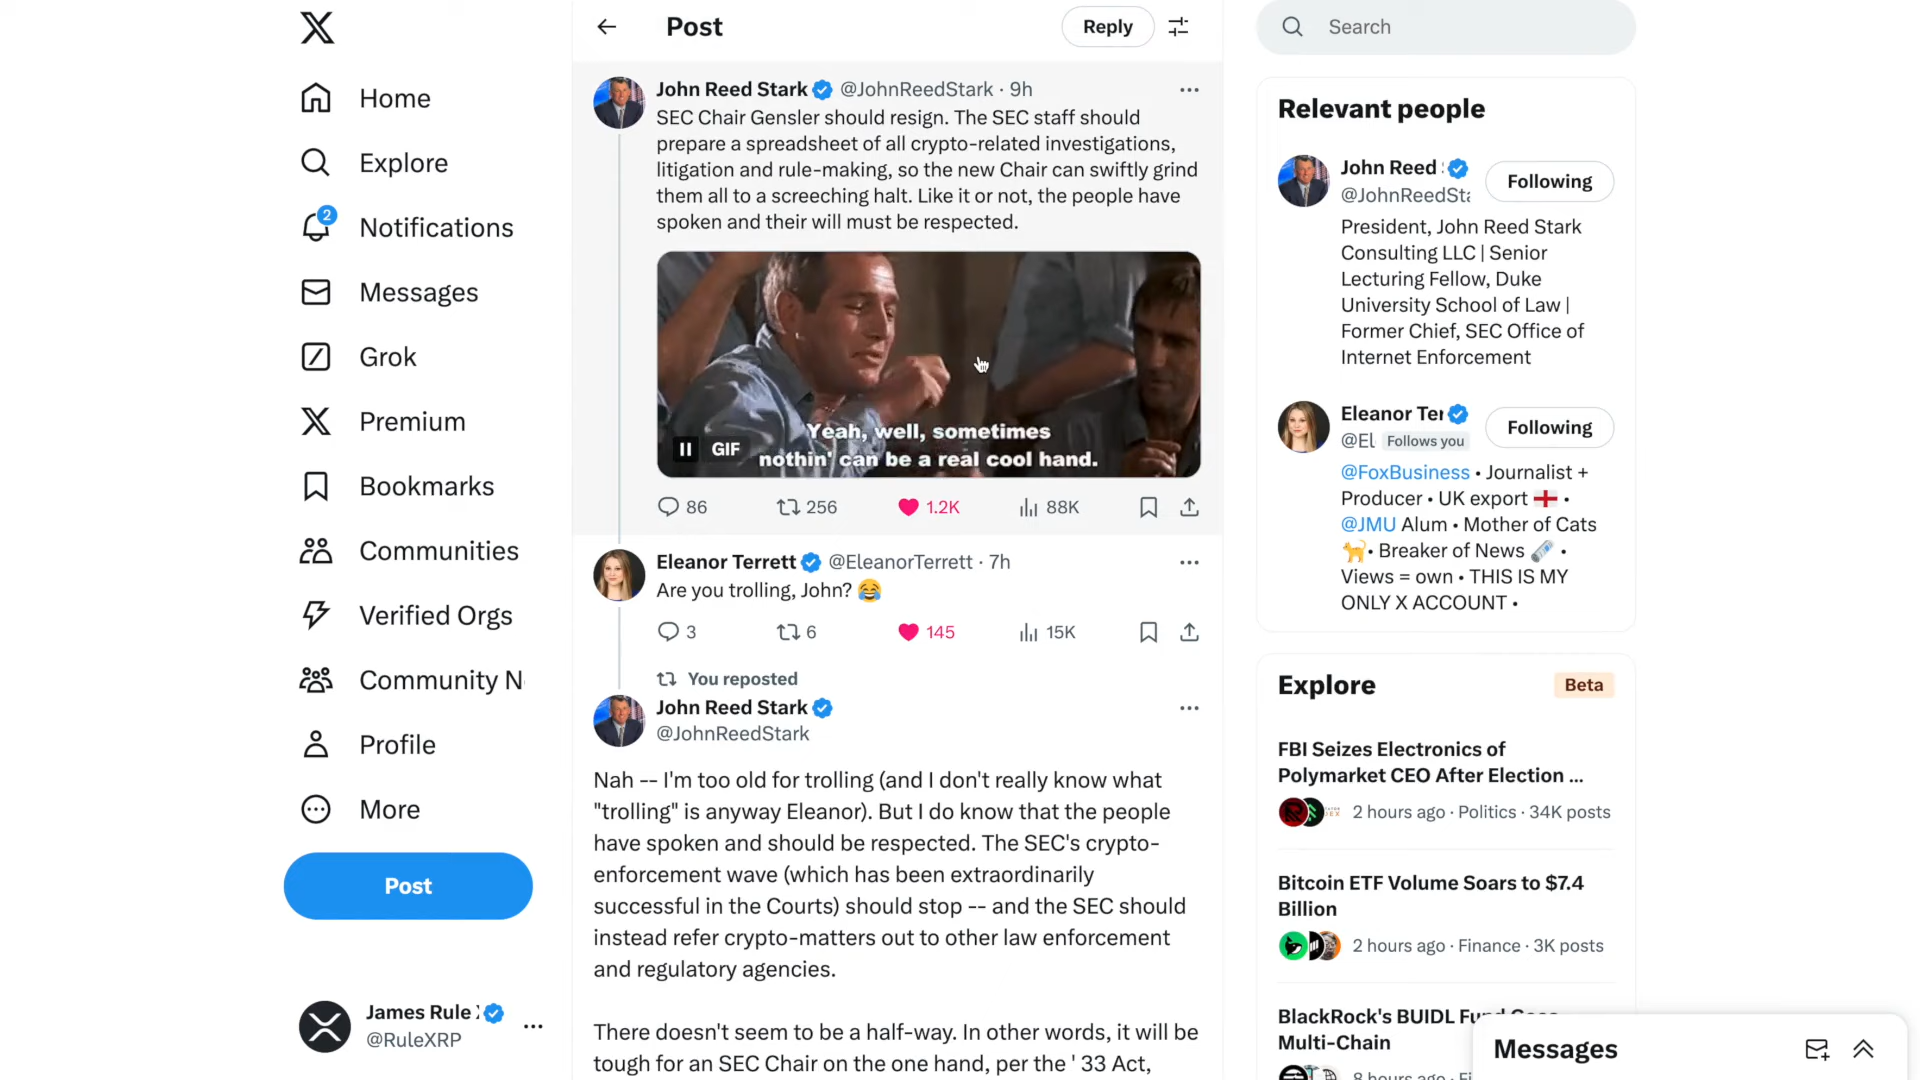 Home
Explore
2
Notifications
Messages
Grok
Premium
Bookmarks
Communities
Verified Orgs
Community N
Profile
More
Post
James Rule
@RuleXRP
Post
Reply
John Reed Stark @JohnReedStark · 9h
SEC Chair Gensler should resign. The SEC staff should
prepare a spreadsheet of all crypto-related investigations,
litigation and rule-making, so the new Chair can swiftly grind
them all to a screeching halt. Like it or not, the people have
spoken and their will must be respected.
Yeah, well, sometimes
GIF nothin' can be a real cool hand.
86 256 1.2K 88K
Eleanor Terrett @EleanorTerrett · 7h
Are you trolling, John? 😂
3 6 145 15K
You reposted
John Reed Stark
@JohnReedStark
Nah -- I'm too old for trolling (and I don't really know what
"trolling" is anyway Eleanor). But I do know that the people
have spoken and should be respected. The SEC's crypto-
enforcement wave (which has been extraordinarily
successful in the Courts) should stop -- and the SEC should
instead refer crypto-matters out to other law enforcement
and regulatory agencies.
There doesn't seem to be a half-way. In other words, it will be
tough for an SEC Chair on the one hand, per the ' 33 Act,
Search
Relevant people
John Reed
Following
@JohnReedSta
President, John Reed Stark
Consulting LLC | Senior
Lecturing Fellow, Duke
University School of Law |
Former Chief, SEC Office of
Internet Enforcement
Eleanor Ter
Following
@El Follows you
@FoxBusiness • Journalist +
Producer • UK export 🏴󠁧󠁢󠁥󠁮󠁧󠁿 •
@JMU Alum • Mother of Cats
🐈 • Breaker of News 🗞️ •
Views = own • THIS IS MY
ONLY X ACCOUNT •
Explore
Beta
FBI Seizes Electronics of
Polymarket CEO After Election ...
2 hours ago · Politics · 34K posts
Bitcoin ETF Volume Soars to $7.4
Billion
2 hours ago · Finance · 3K posts
BlackRock's BUIDL
Multi-Chain
Messages